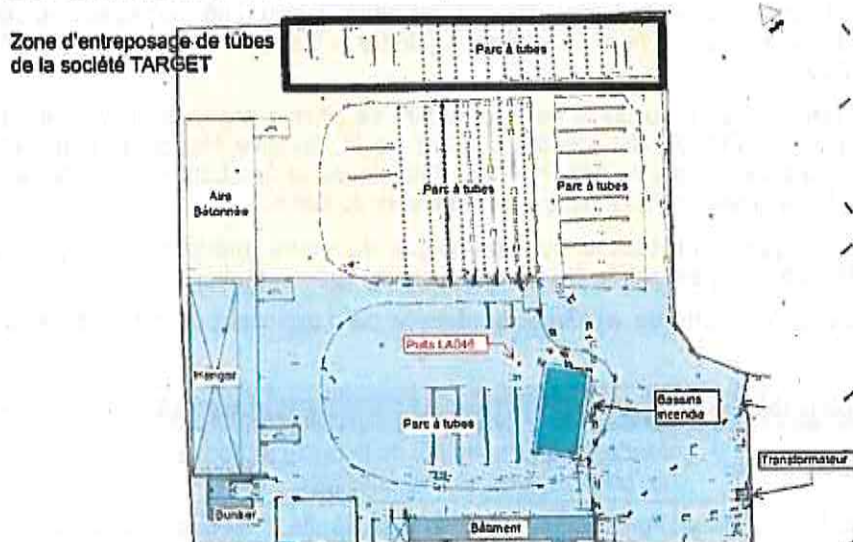 Zone d'entreposage de tubes
de la société TARGET
Parc à tubes
Aire
Bétonnée
Parc à tubes
Parc à tubes
Puits LA046
Hangar
Parc à tubes
Bassins
incendie
Transformateur
Bunker
Bâtiment